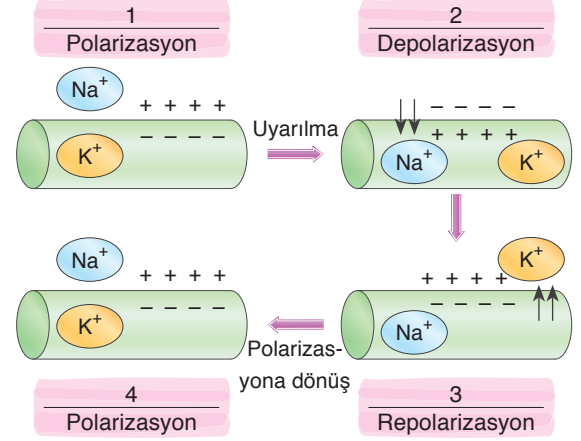 1
Polarizasyon
2
Depolarizasyon
Na+
+ + + +
– – – –
K+
Uyarılma
– – – –
+ + + +
Na+
K+
Na+
+ + + +
– – – –
K+
K+
+ + + +
– – – –
Na+
Polarizas-
yona dönüş
4
Polarizasyon
3
Repolarizasyon